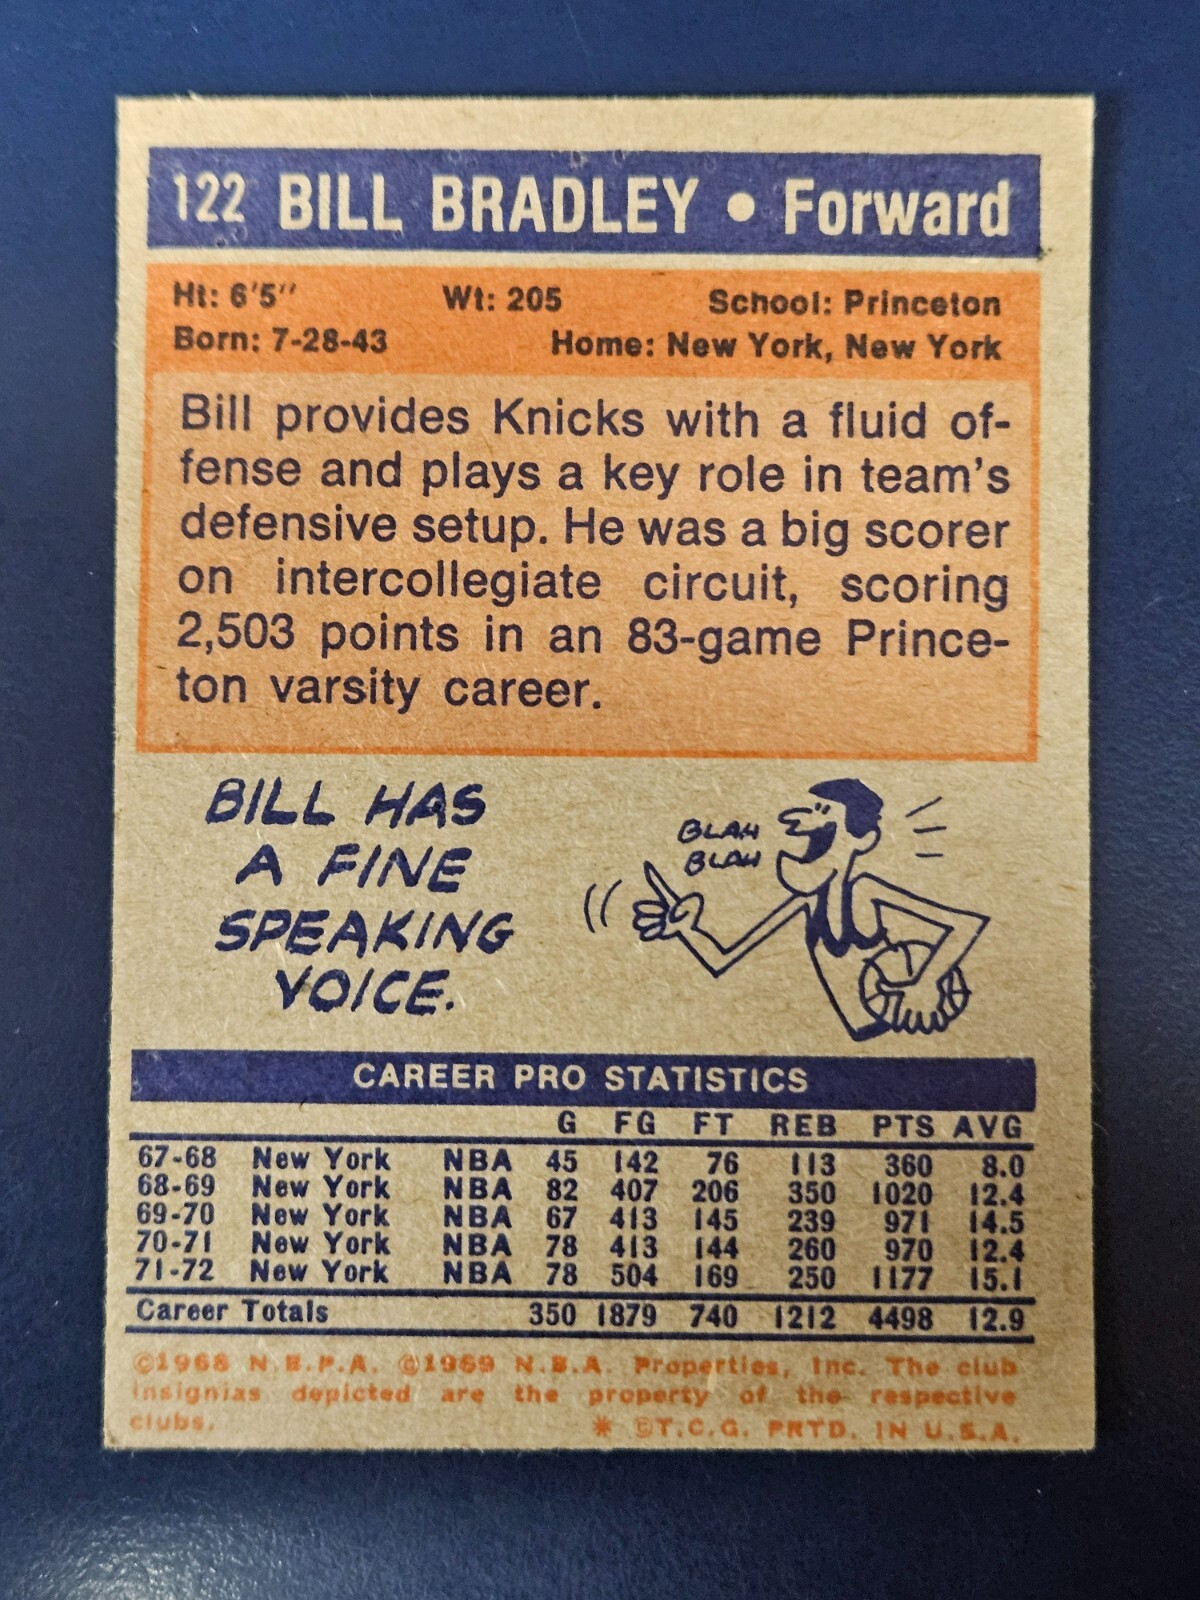 122 BILL BRADLEY • Forward
Ht: 6'5'' Wt: 205 School: Princeton
Born: 7-28-43 Home: New York, New York
Bill provides Knicks with a fluid of-
fense and plays a key role in team's
defensive setup. He was a big scorer
on intercollegiate circuit, scoring
2,503 points in an 83-game Prince-
ton varsity career.
BILL HAS
A FINE
SPEAKING
VOICE.
BLAH
BLAH
CAREER PRO STATISTICS
G FG FT REB PTS AVG
67-68 New York NBA 45 142 76 113 360 8.0
68-69 New York NBA 82 407 206 350 1020 12.4
69-70 New York NBA 67 413 145 239 971 14.5
70-71 New York NBA 78 413 144 260 970 12.4
71-72 New York NBA 78 504 169 250 1177 15.1
Career Totals 350 1879 740 1212 4498 12.9
©1968 N.B.P.A. ©1969 N.B.A. Properties, Inc. The club
insignias depicted are the property of the respective
clubs. * ©T.C.G. PRTD. IN U.S.A.